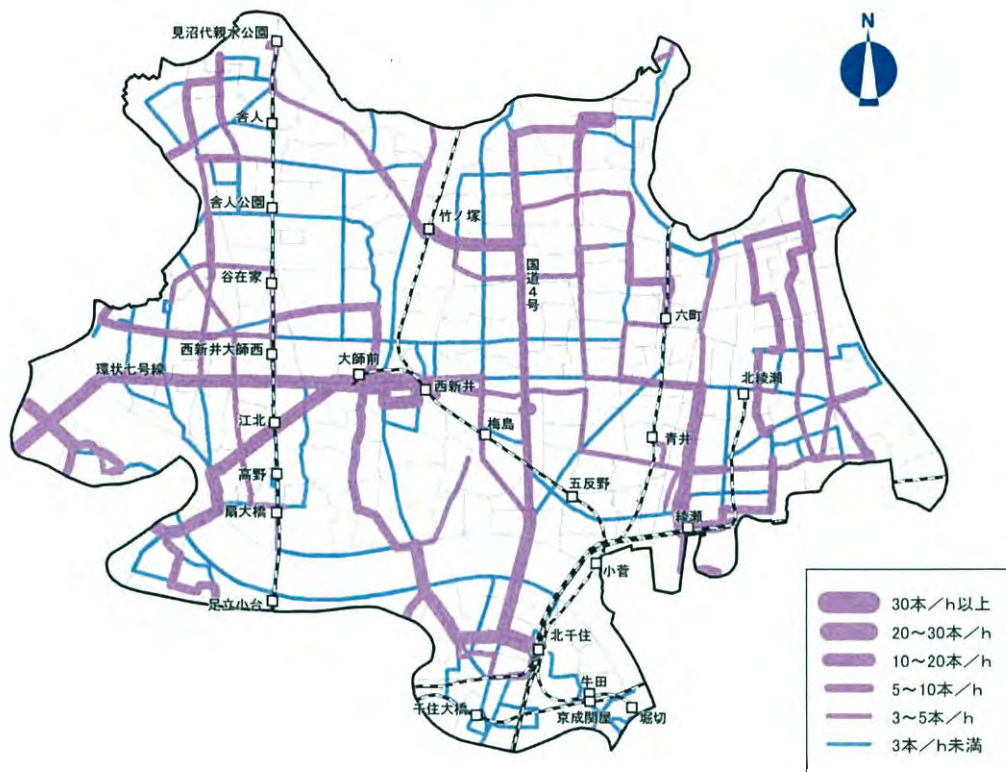 N
見沼代親水公園
舎人
舎人公園
竹ノ塚
国道4号
谷在家
六町
西新井大師西
大師前
環状七号線
西新井
北綾瀬
江北
梅島
青井
高野
五反野
扇大橋
綾瀬
小菅
足立小台
北千住
牛田
千住大橋
京成関屋
堀切
30本/h以上
20～30本/h
10～20本/h
5～10本/h
3～5本/h
3本/h未満